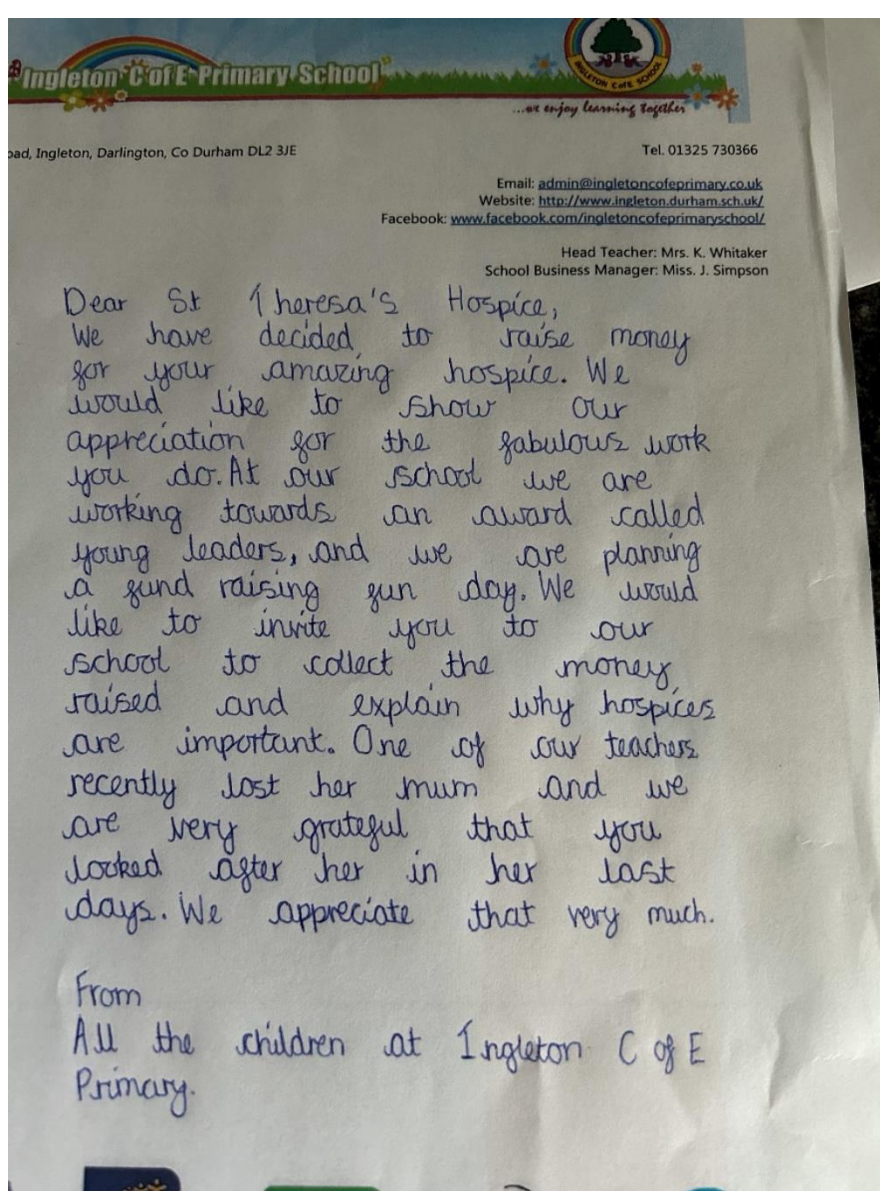 Ingleton C of E Primary School
INGLETON CofE SCHOOL
...we enjoy learning together
oad, Ingleton, Darlington, Co Durham DL2 3JE
Tel. 01325 730366
Email: admin@ingletoncofeprimary.co.uk
Website: http://www.ingleton.durham.sch.uk/
Facebook: www.facebook.com/ingletoncofeprimaryschool/
Head Teacher: Mrs. K. Whitaker
School Business Manager: Miss. J. Simpson
Dear St Theresa's Hospice,
We have decided to raise money
for your amazing hospice. We
would like to show our
appreciation for the fabulous work
you do. At our school we are
working towards an award called
young leaders, and we are planning
a fund raising fun day. We would
like to invite you to our
school to collect the money
raised and explain why hospices
are important. One of our teachers
recently lost her mum and we
are very grateful that you
looked after her in her last
days. We appreciate that very much.
From
All the children at Ingleton C of E
Primary.